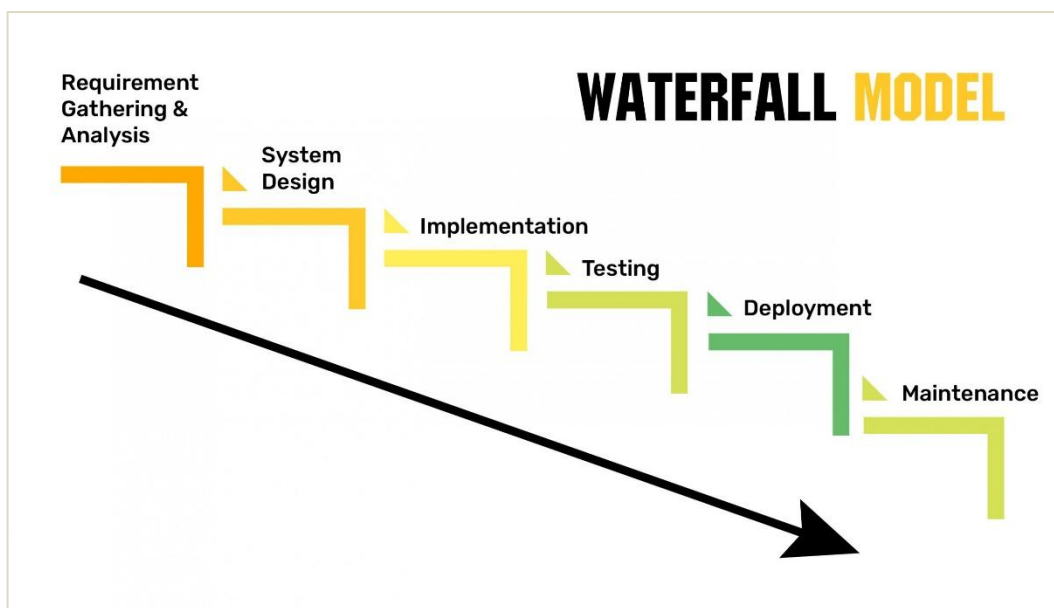 WATERFALL MODEL
Requirement
Gathering &
Analysis
System
Design
Implementation
Testing
Deployment
Maintenance